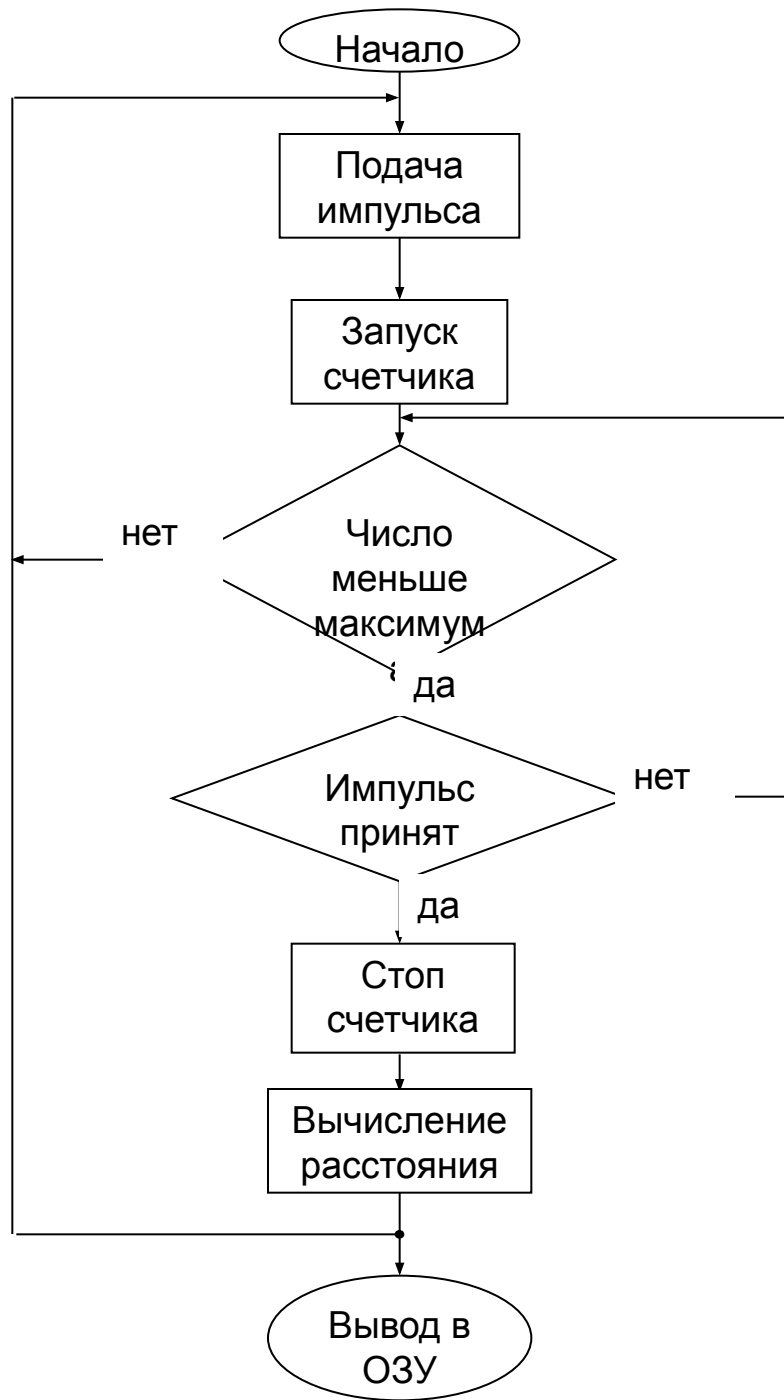 Начало
Подача
импульса
Запуск
счетчика
нет
Число
меньше
максимум
да
Импульс
принят
нет
да
Стоп
счетчика
Вычисление
расстояния
Вывод в
ОЗУ